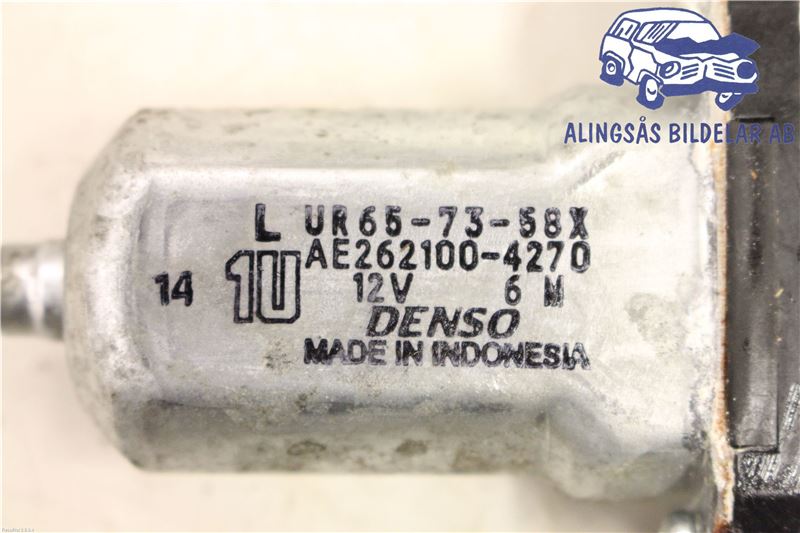 ALINGSÅS BILDELAR AB
L UR65-73-58X
AE262100-4270
14 1U 12V 6 M
DENSO
MADE IN INDONESIA